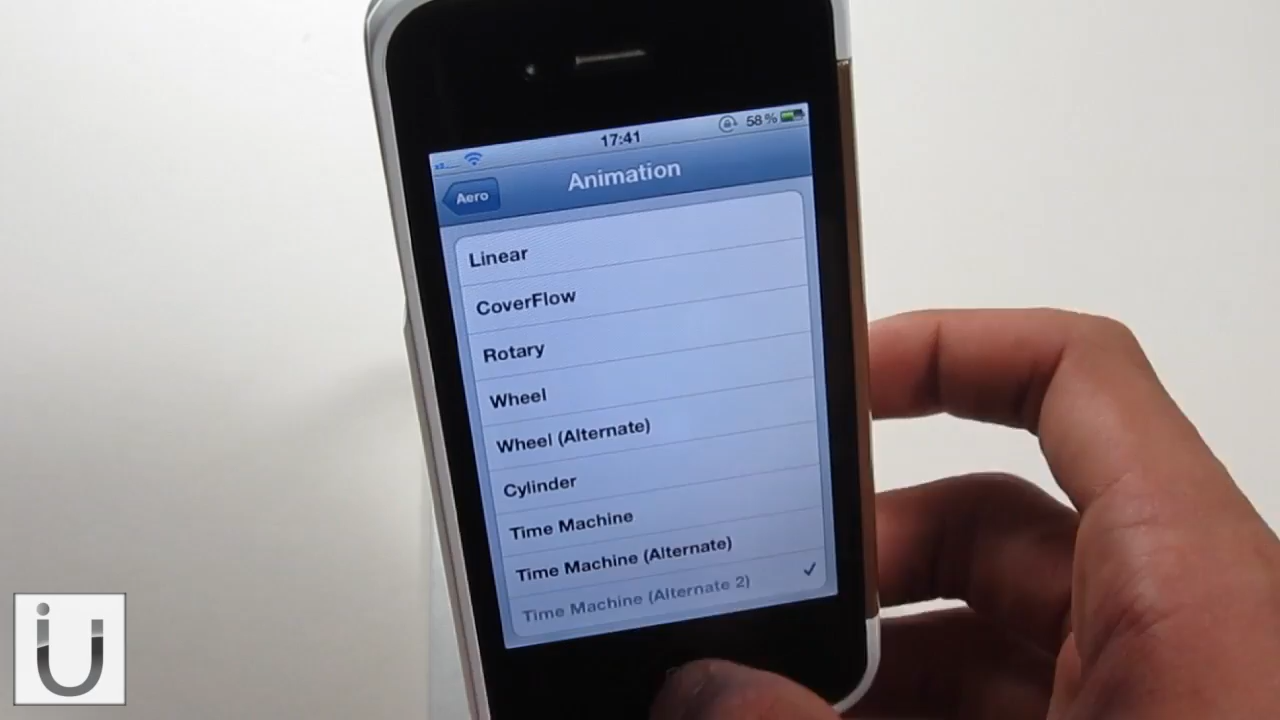 17:41
58%
Aero
Animation
Linear
CoverFlow
Rotary
Wheel
Wheel (Alternate)
Cylinder
Time Machine
Time Machine (Alternate)
Time Machine (Alternate 2)
iU